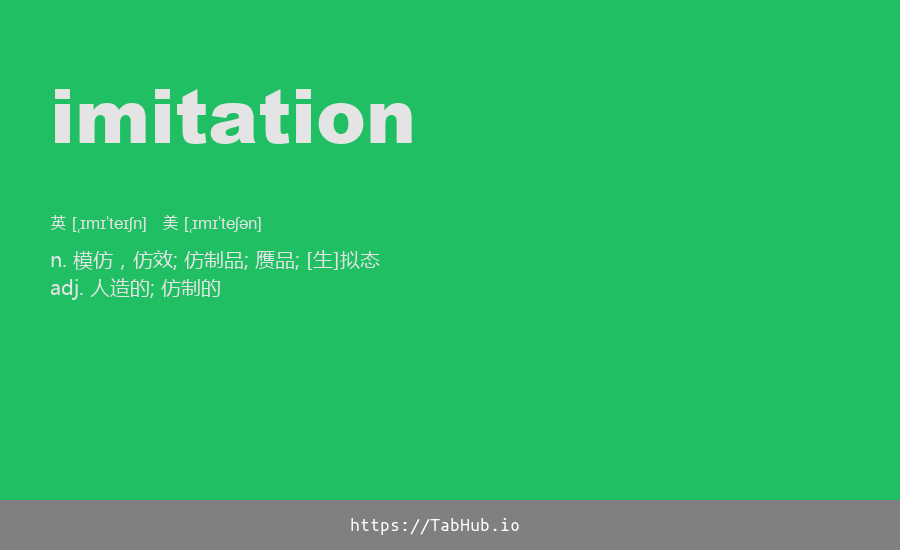 imitation
英 [ˌɪmɪˈteɪʃn] 美 [ˌɪmɪˈteʃən]
n. 模仿，仿效; 仿制品; 赝品; [生]拟态
adj. 人造的; 仿制的
https://TabHub.io